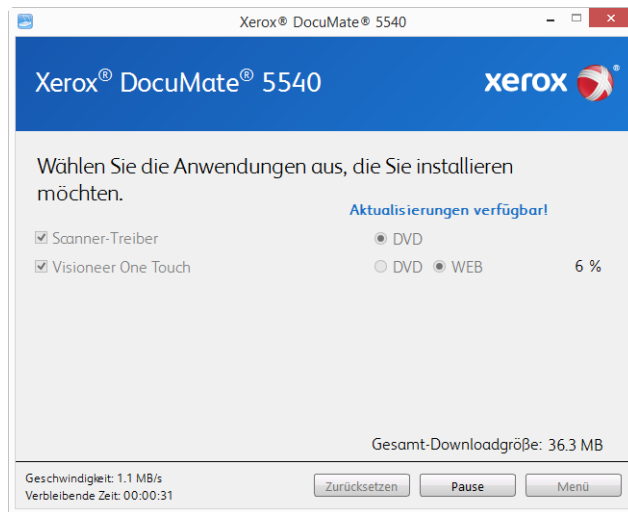 Xerox® DocuMate® 5540
Xerox® DocuMate® 5540
xerox®
Wählen Sie die Anwendungen aus, die Sie installieren
möchten.
Aktualisierungen verfügbar!
Scanner-Treiber DVD
Visioneer One Touch DVD WEB 6 %
Gesamt-Downloadgröße: 36.3 MB
Geschwindigkeit: 1.1 MB/s
Verbleibende Zeit: 00:00:31
Zurücksetzen Pause Menü